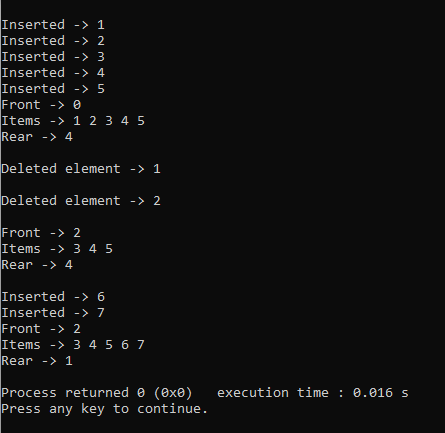 Inserted -> 1
Inserted -> 2
Inserted -> 3
Inserted -> 4
Inserted -> 5
Front -> 0
Items -> 1 2 3 4 5
Rear -> 4
Deleted element -> 1
Deleted element -> 2
Front -> 2
Items -> 3 4 5
Rear -> 4
Inserted -> 6
Inserted -> 7
Front -> 2
Items -> 3 4 5 6 7
Rear -> 1
Process returned 0 (0x0)   execution time : 0.016 s
Press any key to continue.